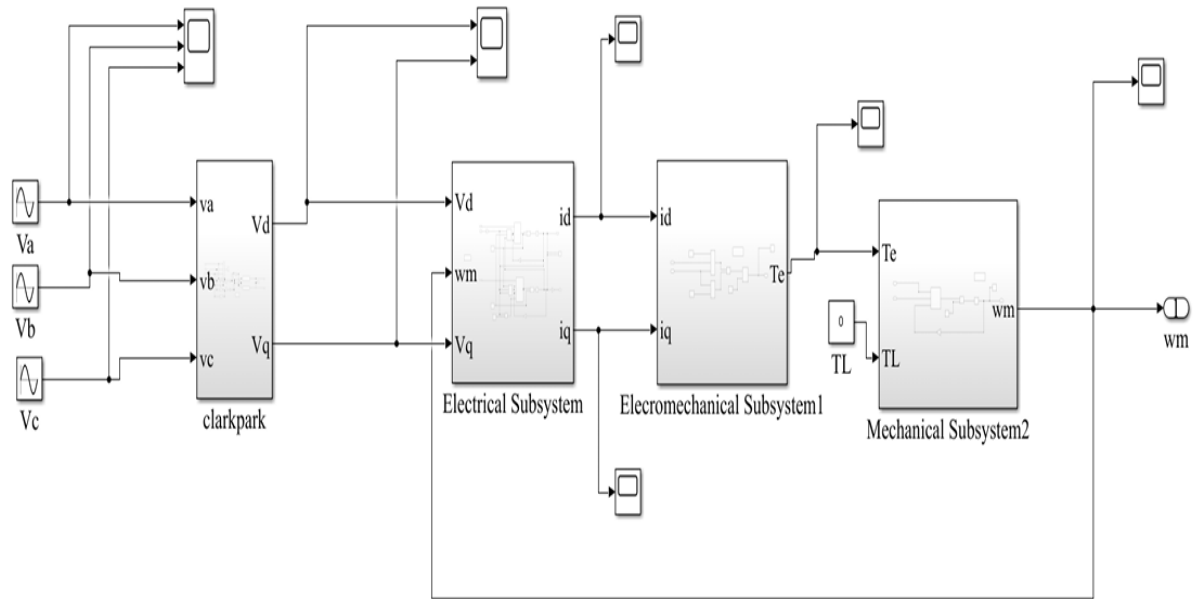 Va
Vb
Vc
va
vb
vc
Vd
Vq
clarkpark
Vd
wm
Vq
id
iq
Electrical Subsystem
id
iq
Te
Elecromechanical Subsystem1
0
TL
Te
TL
wm
Mechanical Subsystem2
wm